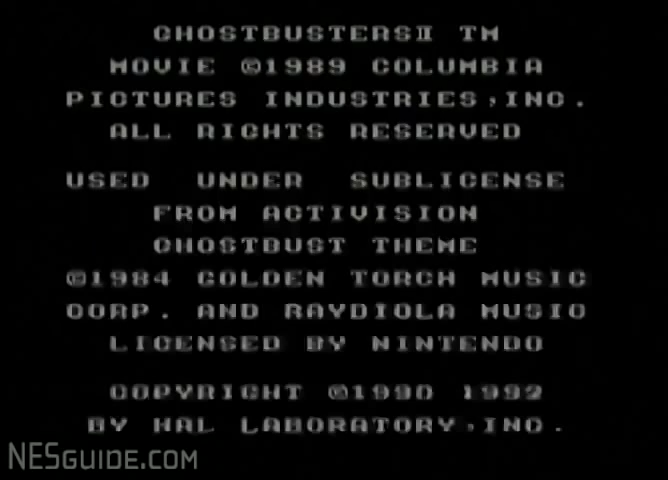 GHOSTBUSTERSII TM
MOVIE ©1989 COLUMBIA
PICTURES INDUSTRIES,INC.
ALL RIGHTS RESERVED
USED UNDER SUBLICENSE
FROM ACTIVISION
GHOSTBUST THEME
©1984 GOLDEN TORCH MUSIC
CORP. AND RAYDIOLA MUSIC
LICENSED BY NINTENDO
COPYRIGHT ©1990 1992
BY HAL LABORATORY,INC.
NESGUIDE.COM